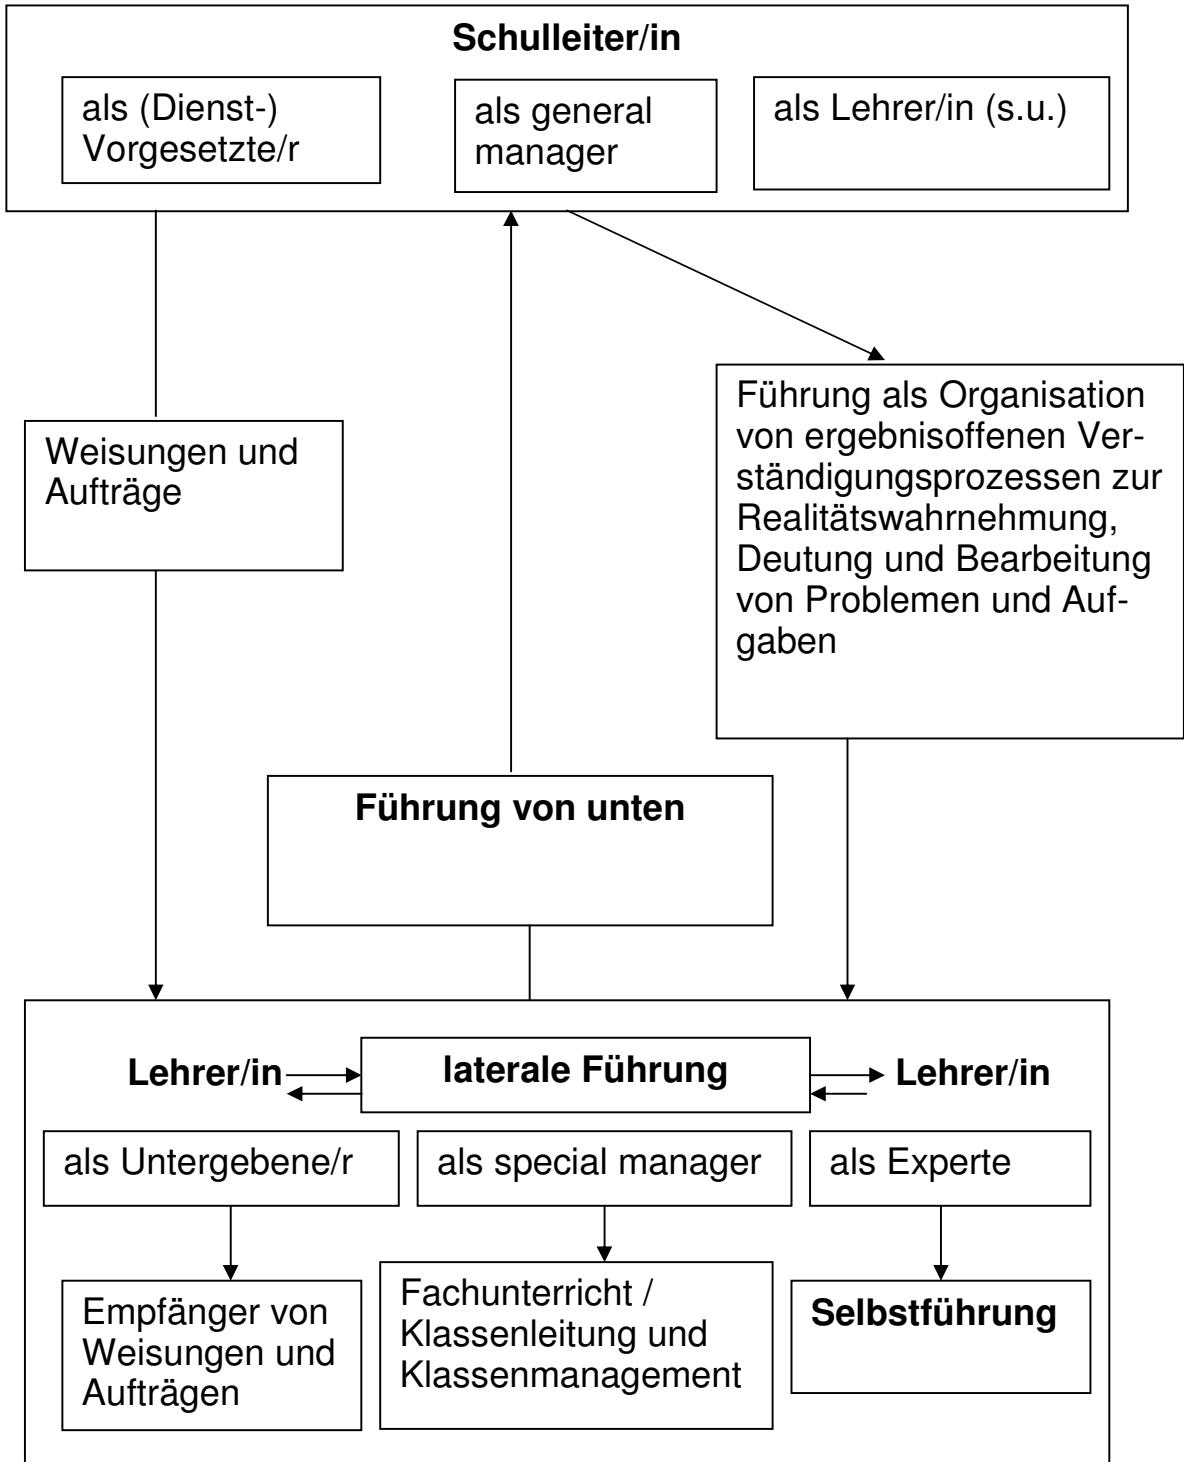 Schulleiter/in
als (Dienst-)
Vorgesetzte/r
als general
manager
als Lehrer/in (s.u.)
Weisungen und
Aufträge
Führung als Organisation
von ergebnisoffenen Ver-
ständigungsprozessen zur
Realitätswahrnehmung,
Deutung und Bearbeitung
von Problemen und Auf-
gaben
Führung von unten
Lehrer/in
laterale Führung
Lehrer/in
als Untergebene/r
als special manager
als Experte
Empfänger von
Weisungen und
Aufträgen
Fachunterricht /
Klassenleitung und
Klassenmanagement
Selbstführung